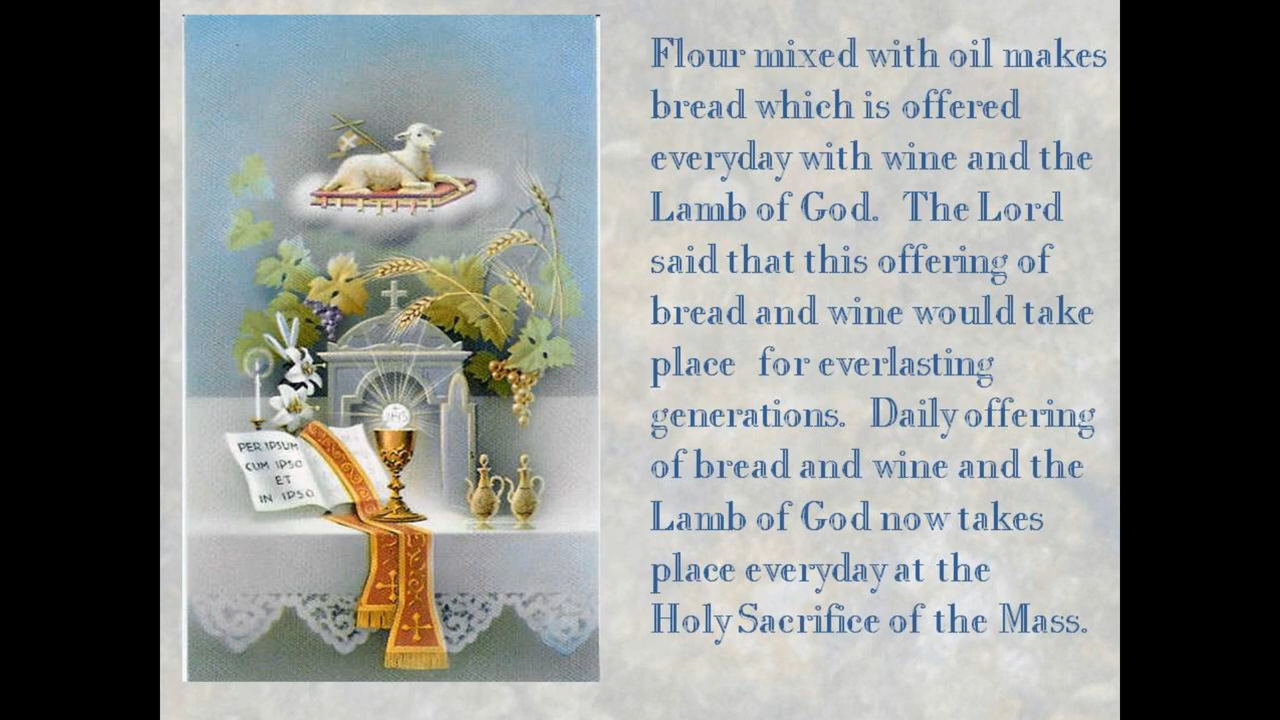 PER IPSUM
CUM IPSO
ET
IN IPSO
IHS
Flour mixed with oil makes
bread which is offered
everyday with wine and the
Lamb of God. The Lord
said that this offering of
bread and wine would take
place for everlasting
generations. Daily offering
of bread and wine and the
Lamb of God now takes
place everyday at the
Holy Sacrifice of the Mass.